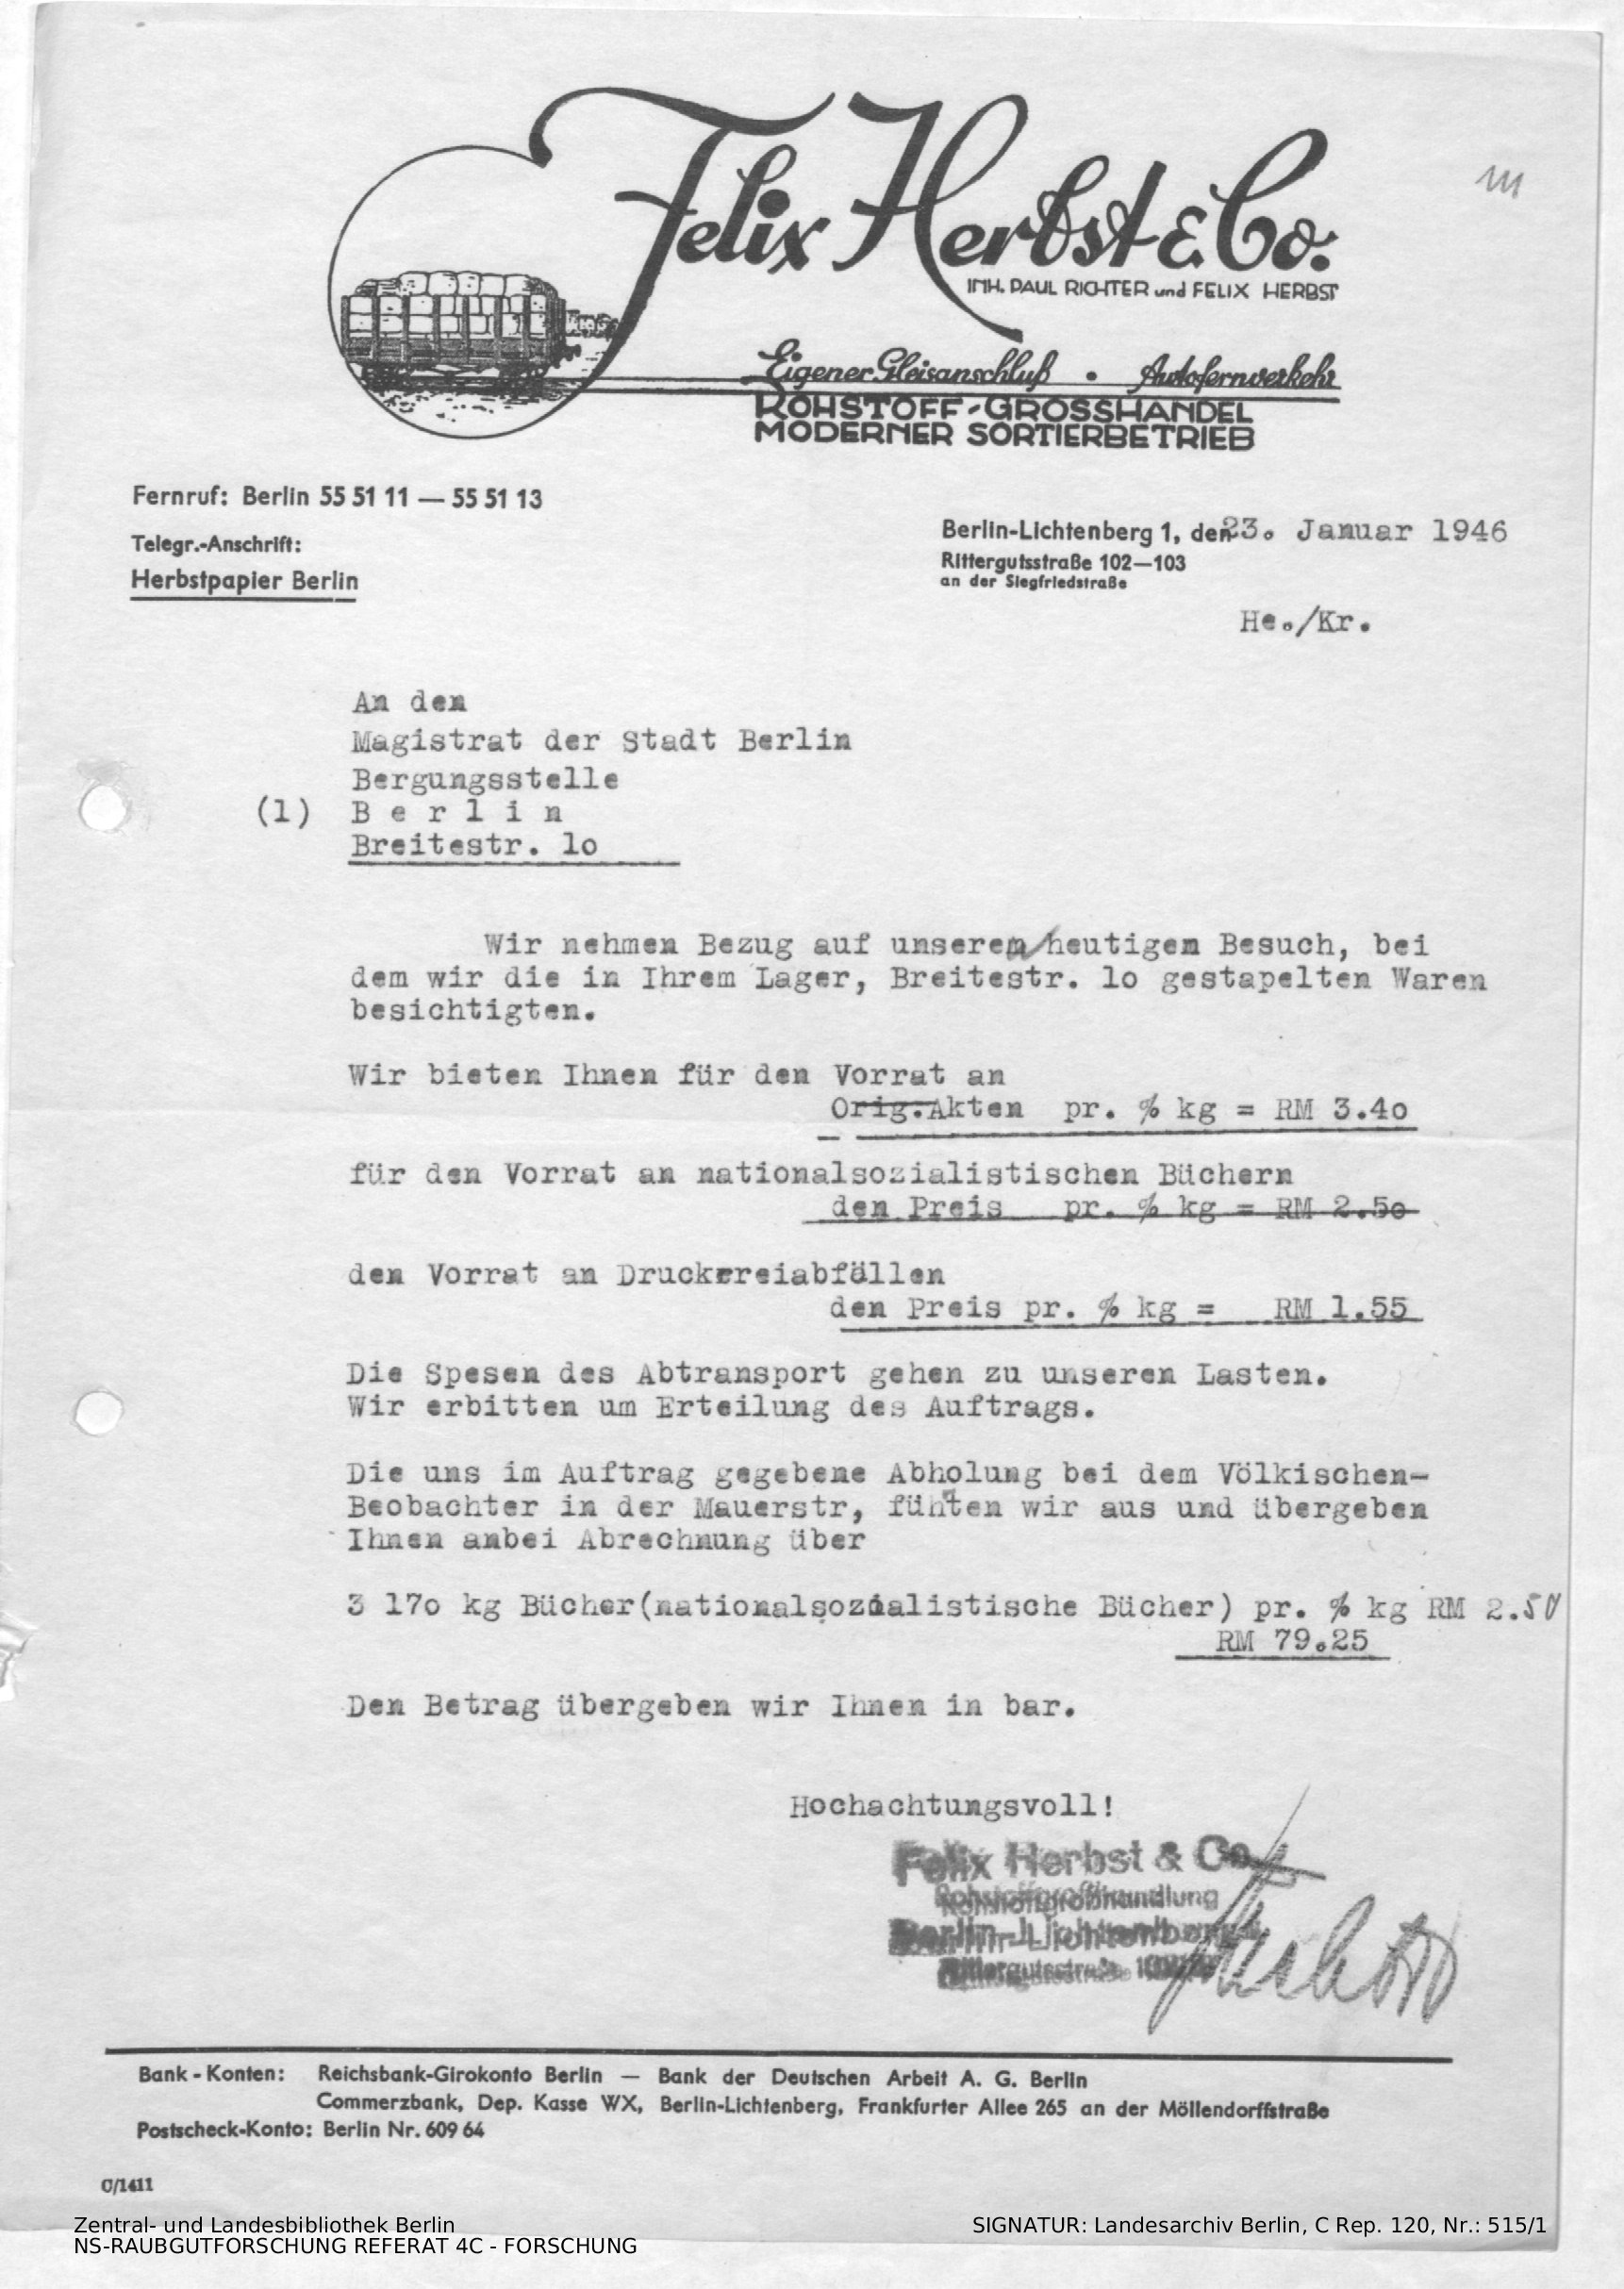 Felix Herbst & Co.
INH. PAUL RICHTER und FELIX HERBST
Eigener Gleisanschluß • Autofernverkehr
ROHSTOFF-GROSSHANDEL
MODERNER SORTIERBETRIEB
Fernruf: Berlin 55 51 11 — 55 51 13
Telegr.-Anschrift:
Herbstpapier Berlin
Berlin-Lichtenberg 1, den 23. Januar 1946
Rittergutsstraße 102—103
an der Siegfriedstraße
He./Kr.
An den
Magistrat der Stadt Berlin
Bergungsstelle
(1) B e r l i n
Breitestr. 1o
Wir nehmen Bezug auf unseren heutigen Besuch, bei
dem wir die in Ihrem Lager, Breitestr. 1o gestapelten Waren
besichtigten.
Wir bieten Ihnen für den Vorrat an
Orig.Akten pr. % kg = RM 3.4o
für den Vorrat an nationalsozialistischen Büchern
den Preis pr. % kg = RM 2.5o
den Vorrat an Druckereiabfällen
den Preis pr. % kg = RM 1.55
Die Spesen des Abtransport gehen zu unseren Lasten.
Wir erbitten um Erteilung des Auftrags.
Die uns im Auftrag gegebene Abholung bei dem Völkischen-
Beobachter in der Mauerstr, führten wir aus und übergeben
Ihnen anbei Abrechnung über
3 17o kg Bücher(nationalsozialistische Bücher) pr. % kg RM 2.50
RM 79.25
Den Betrag übergeben wir Ihnen in bar.
Hochachtungsvoll!
Felix Herbst & Co.
Rohstoffgroßhandlung
Berlin-Lichtenberg
Rittergutsstraße
Bank-Konten: Reichsbank-Girokonto Berlin — Bank der Deutschen Arbeit A. G. Berlin
Commerzbank, Dep. Kasse WX, Berlin-Lichtenberg, Frankfurter Allee 265 an der Möllendorffstraße
Postscheck-Konto: Berlin Nr. 609 64
C/1411
Zentral- und Landesbibliothek Berlin
NS-RAUBGUTFORSCHUNG REFERAT 4C - FORSCHUNG
SIGNATUR: Landesarchiv Berlin, C Rep. 120, Nr.: 515/1